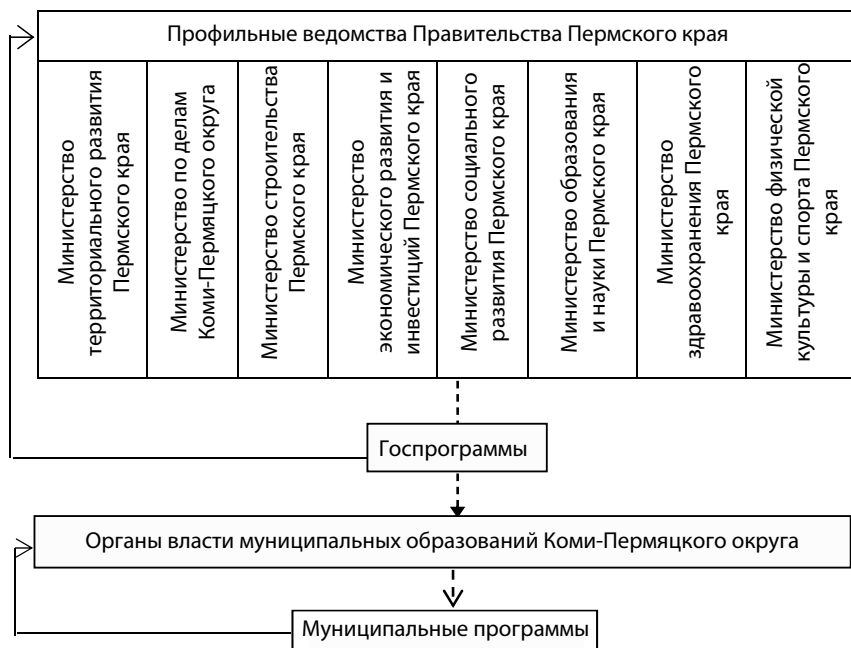 Профильные ведомства Правительства Пермского края
Министерство
территориального развития
Пермского края
Министерство по делам
Коми-Пермяцкого округа
Министерство строительства
Пермского края
Министерство
экономического развития и
инвестиций Пермского края
Министерство социального
развития Пермского края
Министерство образования
и науки Пермского края
Министерство
здравоохранения Пермского
края
Министерство физической
культуры и спорта Пермского
края
Госпрограммы
Органы власти муниципальных образований Коми-Пермяцкого округа
Муниципальные программы